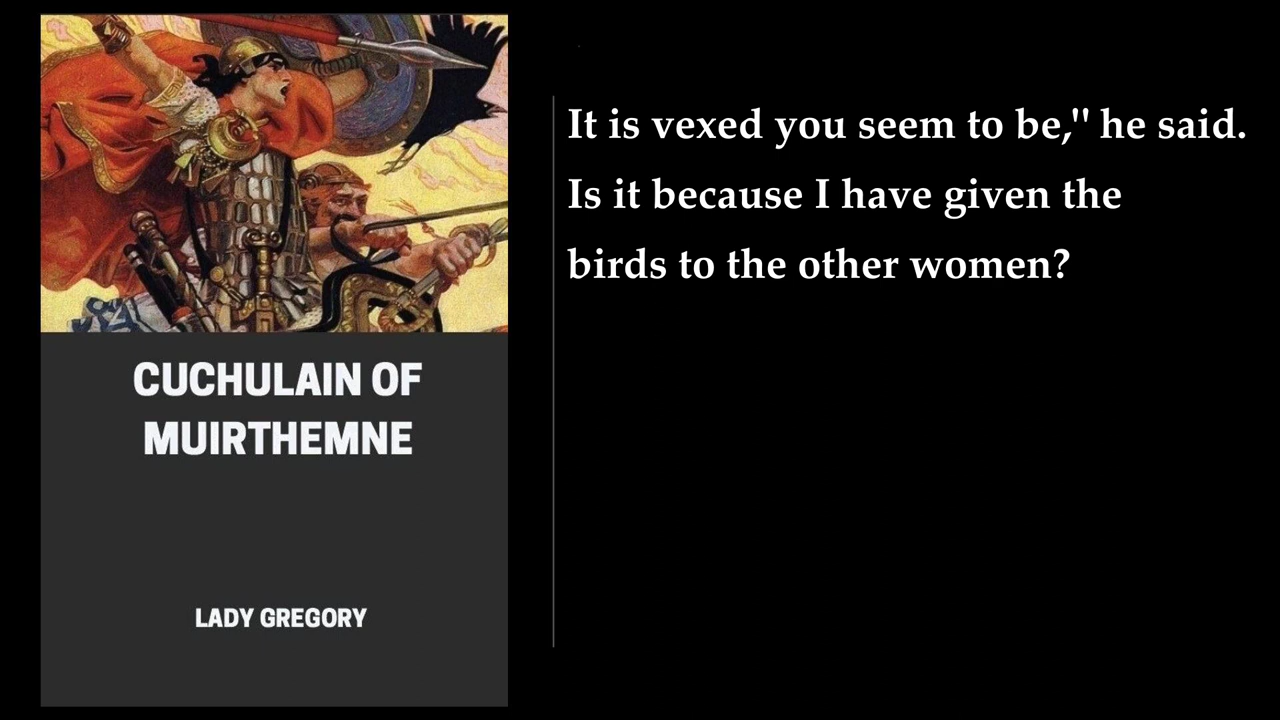 CUCHULAIN OF
MUIRTHEMNE
LADY GREGORY
It is vexed you seem to be," he said.
Is it because I have given the
birds to the other women?